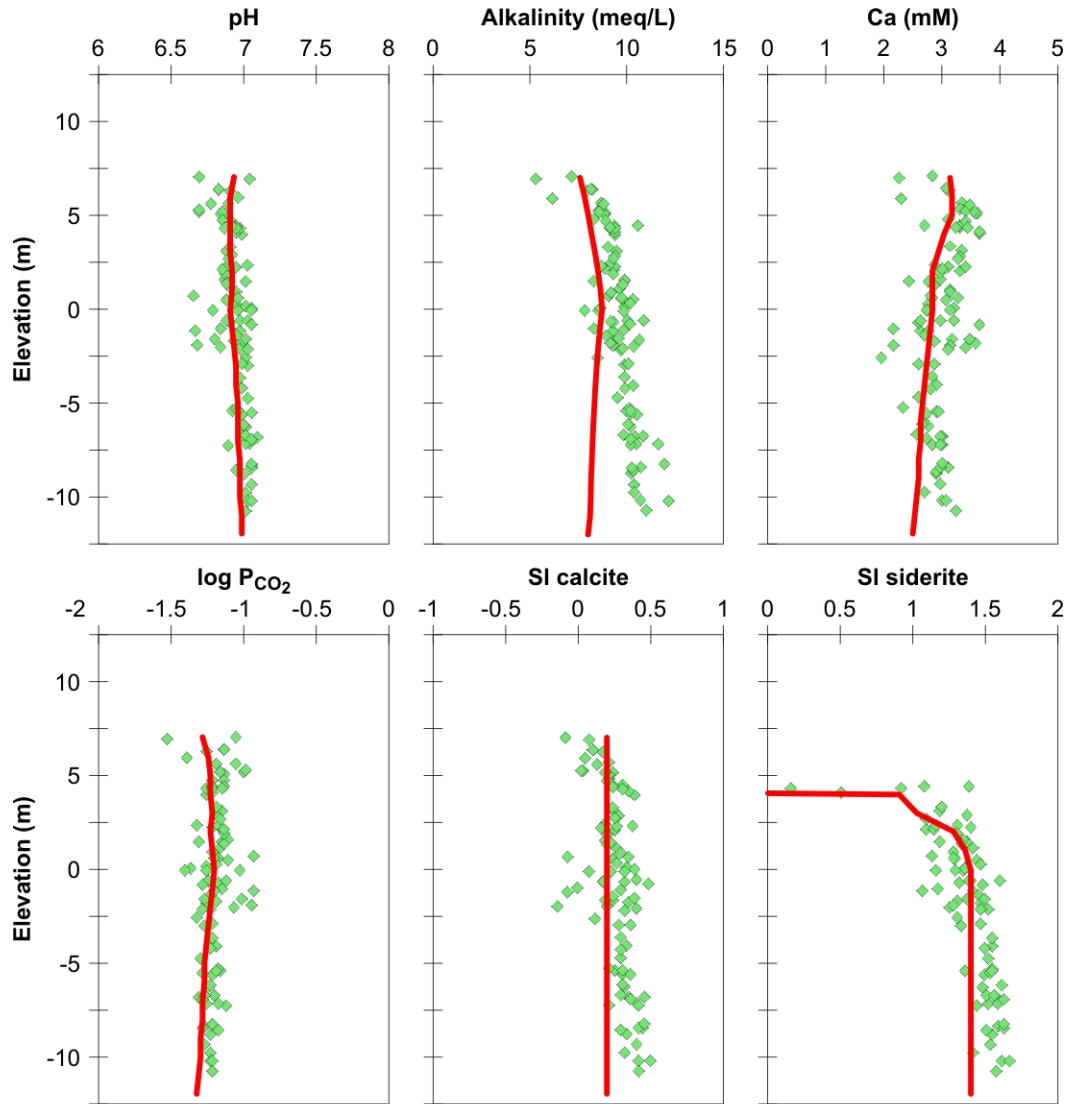 pH Alkalinity (meq/L) Ca (mM)
6 6.5 7 7.5 8 0 5 10 15 0 1 2 3 4 5
10
5
0
-5
-10
Elevation (m)
log PCO2 SI calcite SI siderite
-2 -1.5 -1 -0.5 0 -1 -0.5 0 0.5 1 0 0.5 1 1.5 2
10
5
0
-5
-10
Elevation (m)